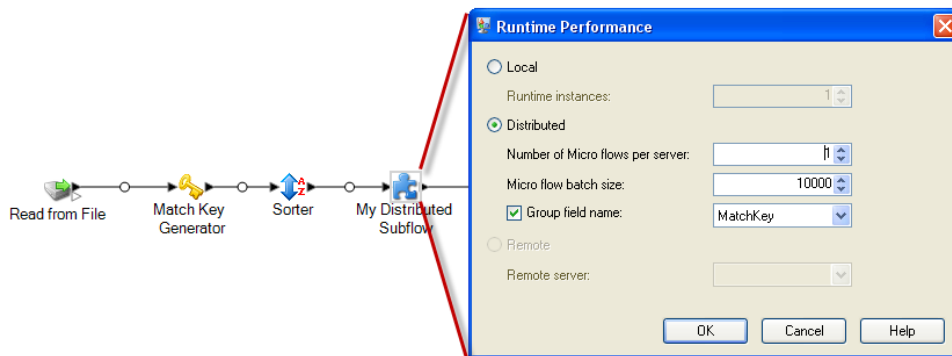 Runtime Performance
Local
Runtime instances: 1
Distributed
Number of Micro flows per server: 1
Micro flow batch size: 10000
Group field name: MatchKey
Remote
Remote server:
OK Cancel Help
Read from File
Match Key
Generator
Sorter
My Distributed
Subflow